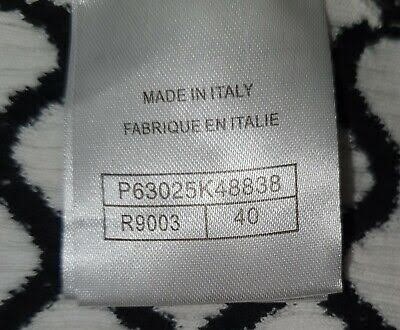 MADE IN ITALY
FABRIQUE EN ITALIE
P63025K48838
R9003 40